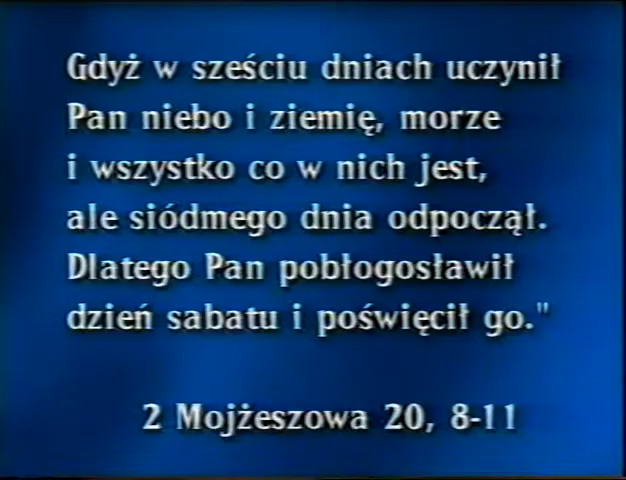 Gdyż w sześciu dniach uczynił
Pan niebo i ziemię, morze
i wszystko co w nich jest,
ale siódmego dnia odpoczął.
Dlatego Pan pobłogosławił
dzień sabatu i poświęcił go."
2 Mojżeszowa 20, 8-11